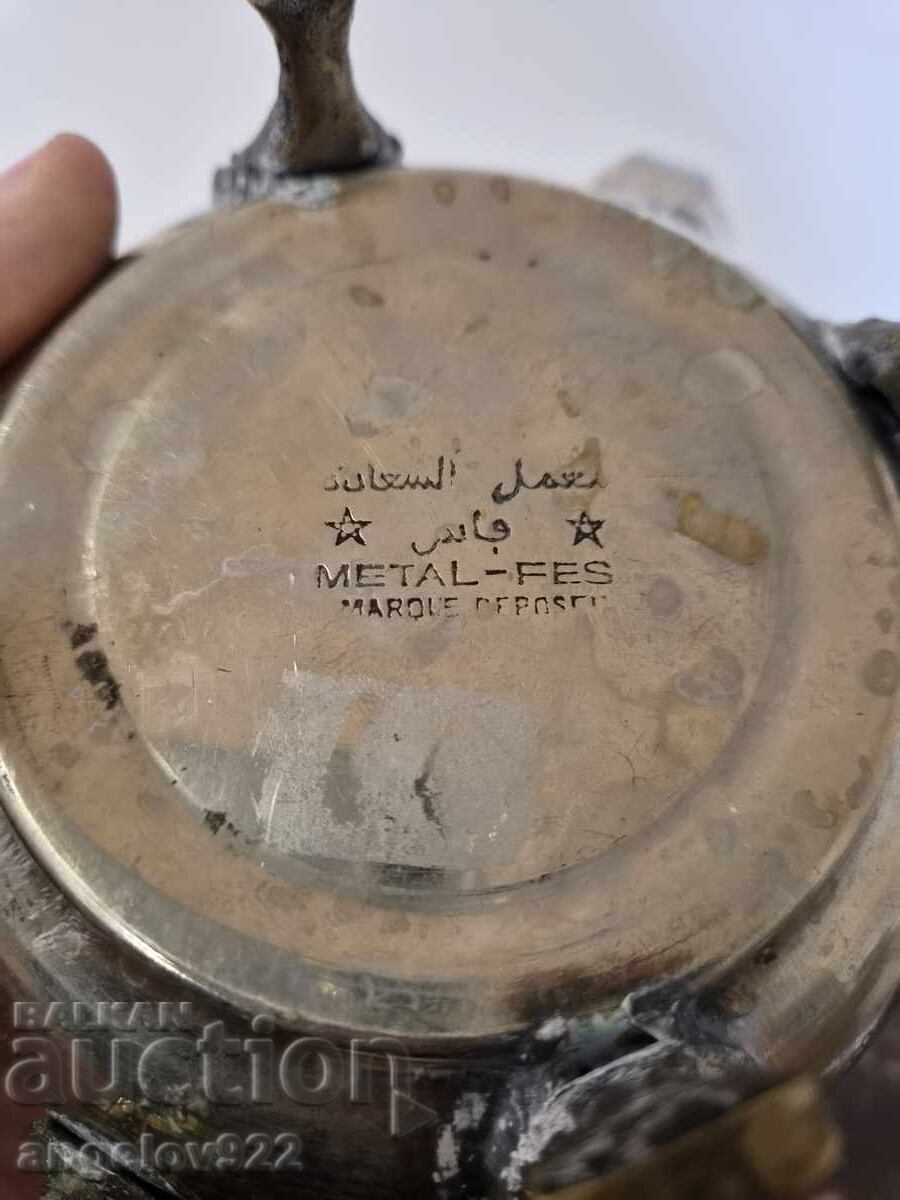 معمل السعادة
☆ فاس ☆
METAL-FES
MARQUE DEPOSEE
BALKAN
auction
angelov922